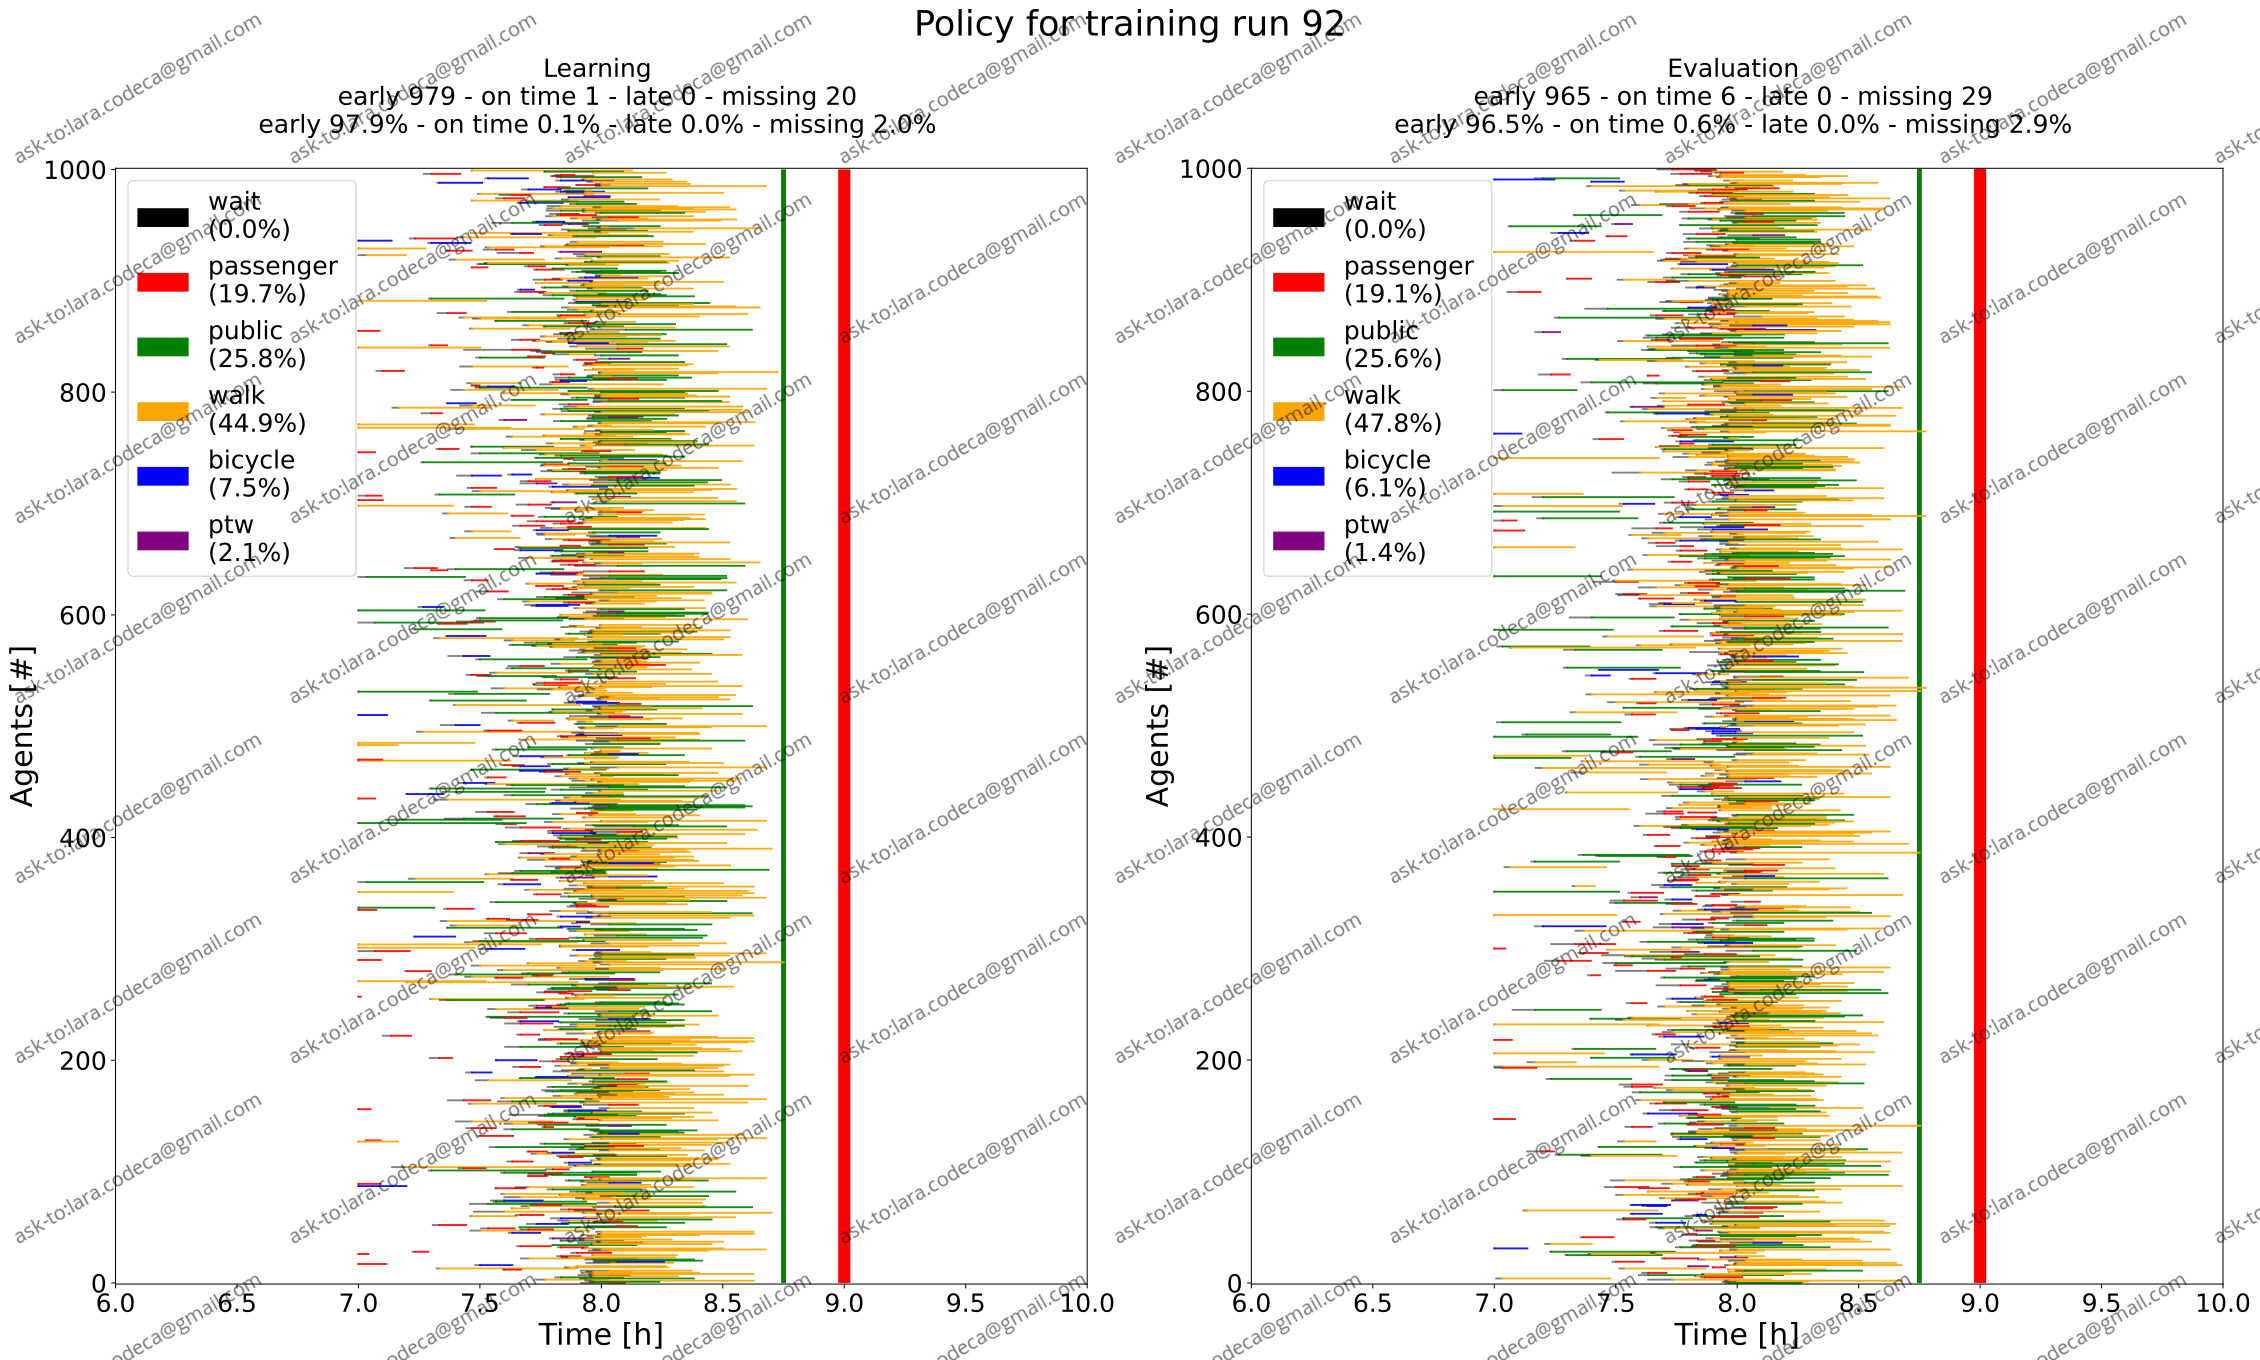 Policy for training run 92
Learning
early 979 - on time 1 - late 0 - missing 20
early 97.9% - on time 0.1% - late 0.0% - missing 2.0%
Evaluation
early 965 - on time 6 - late 0 - missing 29
early 96.5% - on time 0.6% - late 0.0% - missing 2.9%
1000
800
600
400
200
0
Agents [#]
wait
(0.0%)
passenger
(19.7%)
public
(25.8%)
walk
(44.9%)
bicycle
(7.5%)
ptw
(2.1%)
6.0 6.5 7.0 7.5 8.0 8.5 9.0 9.5 10.0
Time [h]
1000
800
600
400
200
0
Agents [#]
wait
(0.0%)
passenger
(19.1%)
public
(25.6%)
walk
(47.8%)
bicycle
(6.1%)
ptw
(1.4%)
6.0 6.5 7.0 7.5 8.0 8.5 9.0 9.5 10.0
Time [h]
ask-to:lara.codeca@gmail.com